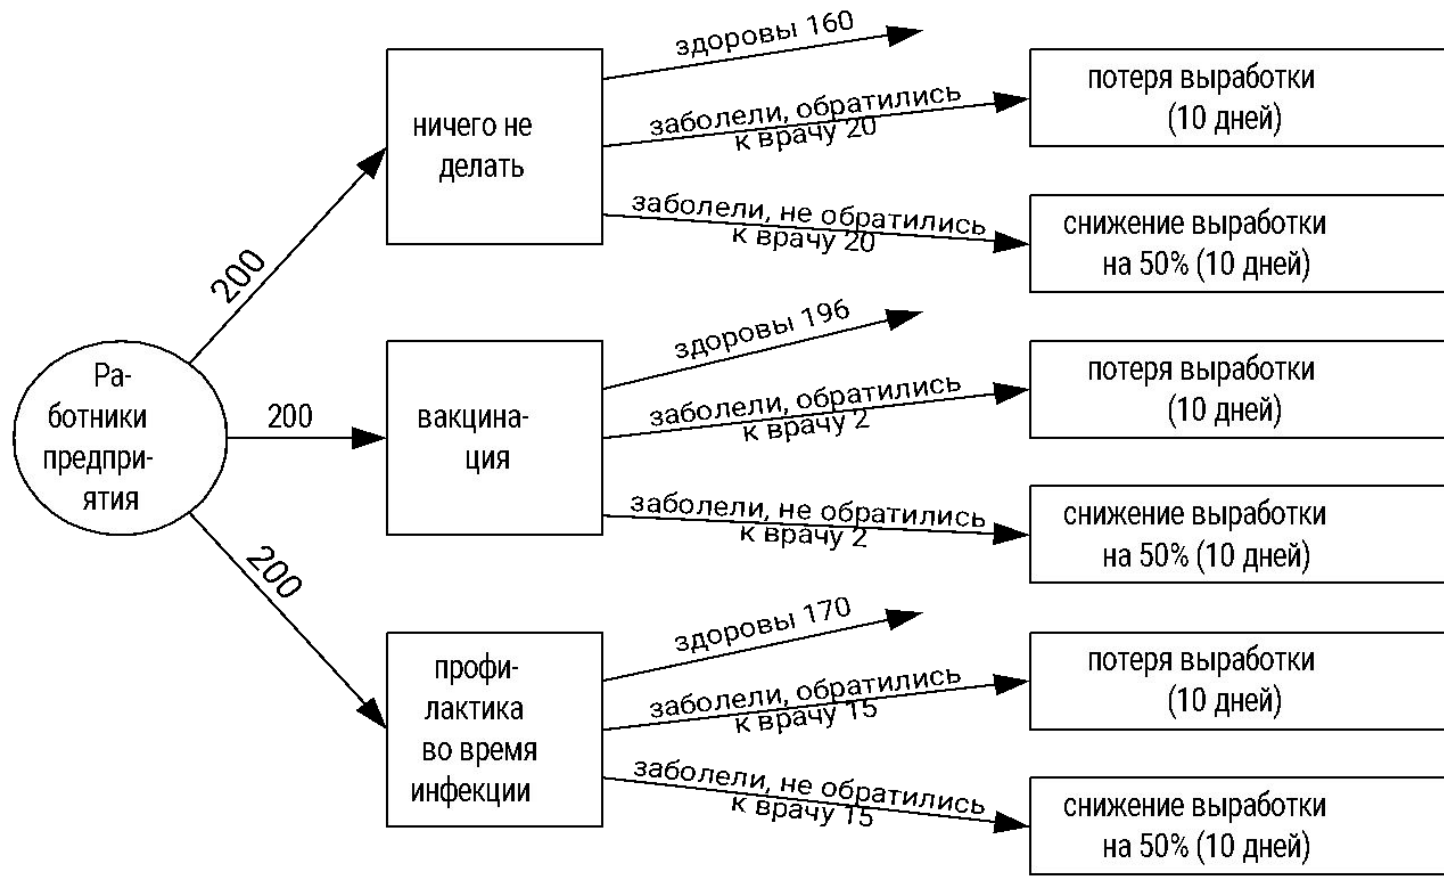 Ра-
ботники
предпри-
ятия
200
200
200
ничего не
делать
здоровы 160
заболели, обратились
к врачу 20
потеря выработки
(10 дней)
заболели, не обратились
к врачу 20
снижение выработки
на 50% (10 дней)
вакцина-
ция
здоровы 196
заболели, обратились
к врачу 2
потеря выработки
(10 дней)
заболели, не обратились
к врачу 2
снижение выработки
на 50% (10 дней)
профи-
лактика
во время
инфекции
здоровы 170
заболели, обратились
к врачу 15
потеря выработки
(10 дней)
заболели, не обратились
к врачу 15
снижение выработки
на 50% (10 дней)